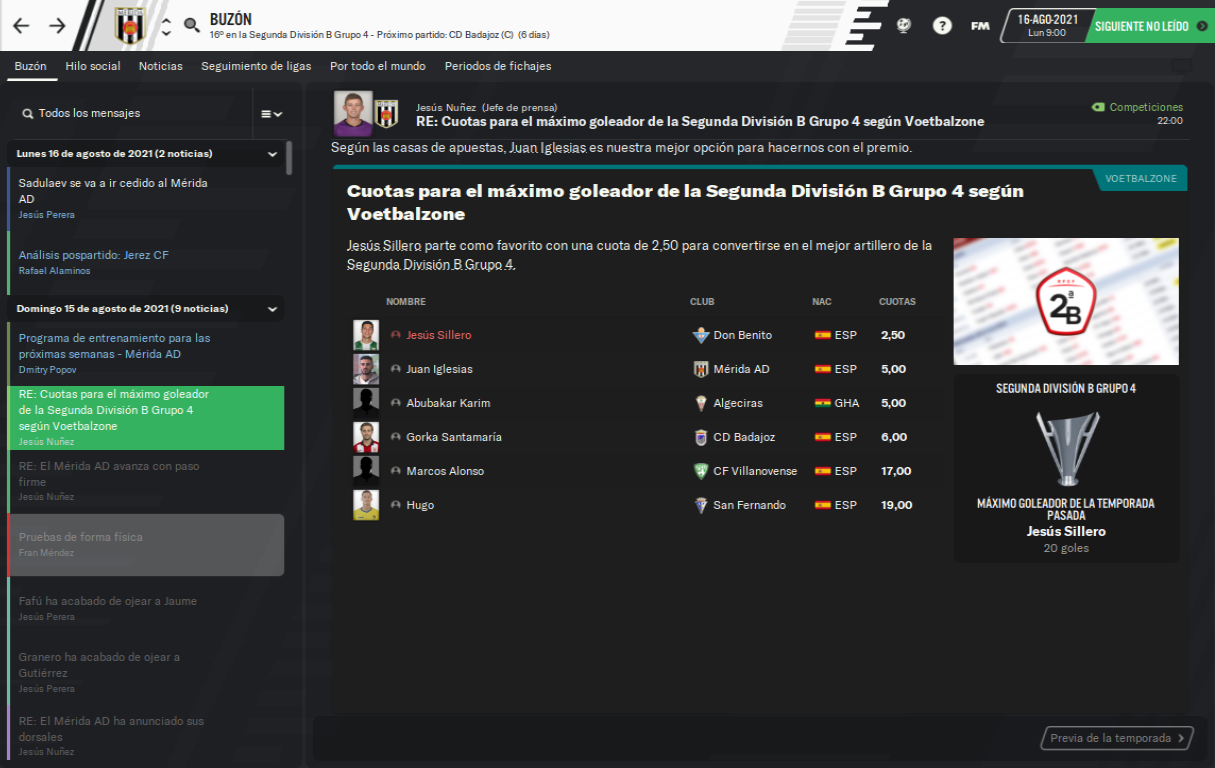 BUZÓN
16º en la Segunda División B Grupo 4 - Próximo partido: CD Badajoz (C) (6 días)
FM
16-AGO-2021
Lun 9:00
SIGUIENTE NO LEÍDO
Buzón
Hilo social
Noticias
Seguimiento de ligas
Por todo el mundo
Periodos de fichajes
Todos los mensajes
Lunes 16 de agosto de 2021 (2 noticias)
Sadulaev se va a ir cedido al Mérida
AD
Jesús Perera
Análisis pospartido: Jerez CF
Rafael Alaminos
Domingo 15 de agosto de 2021 (9 noticias)
Programa de entrenamiento para las
próximas semanas - Mérida AD
Dmitry Popov
RE: Cuotas para el máximo goleador
de la Segunda División B Grupo 4
según Voetbalzone
Jesús Nuñez
RE: El Mérida AD avanza con paso
firme
Jesús Nuñez
Pruebas de forma física
Fran Méndez
Fafú ha acabado de ojear a Jaume
Jesús Perera
Granero ha acabado de ojear a
Gutiérrez
Jesús Perera
RE: El Mérida AD ha anunciado sus
dorsales
Jesús Nuñez
Jesús Nuñez (Jefe de prensa)
RE: Cuotas para el máximo goleador de la Segunda División B Grupo 4 según Voetbalzone
Competiciones
22:00
Según las casas de apuestas, Juan Iglesias es nuestra mejor opción para hacernos con el premio.
VOETBALZONE
Cuotas para el máximo goleador de la Segunda División B Grupo 4 según
Voetbalzone
Jesús Sillero parte como favorito con una cuota de 2,50 para convertirse en el mejor artillero de la
Segunda División B Grupo 4.
NOMBRE CLUB NAC CUOTAS
Jesús Sillero Don Benito ESP 2,50
Juan Iglesias Mérida AD ESP 5,00
Abubakar Karim Algeciras GHA 5,00
Gorka Santamaría CD Badajoz ESP 6,00
Marcos Alonso CF Villanovense ESP 17,00
Hugo San Fernando ESP 19,00
2ªB
SEGUNDA DIVISIÓN B GRUPO 4
MÁXIMO GOLEADOR DE LA TEMPORADA
PASADA
Jesús Sillero
20 goles
Previa de la temporada